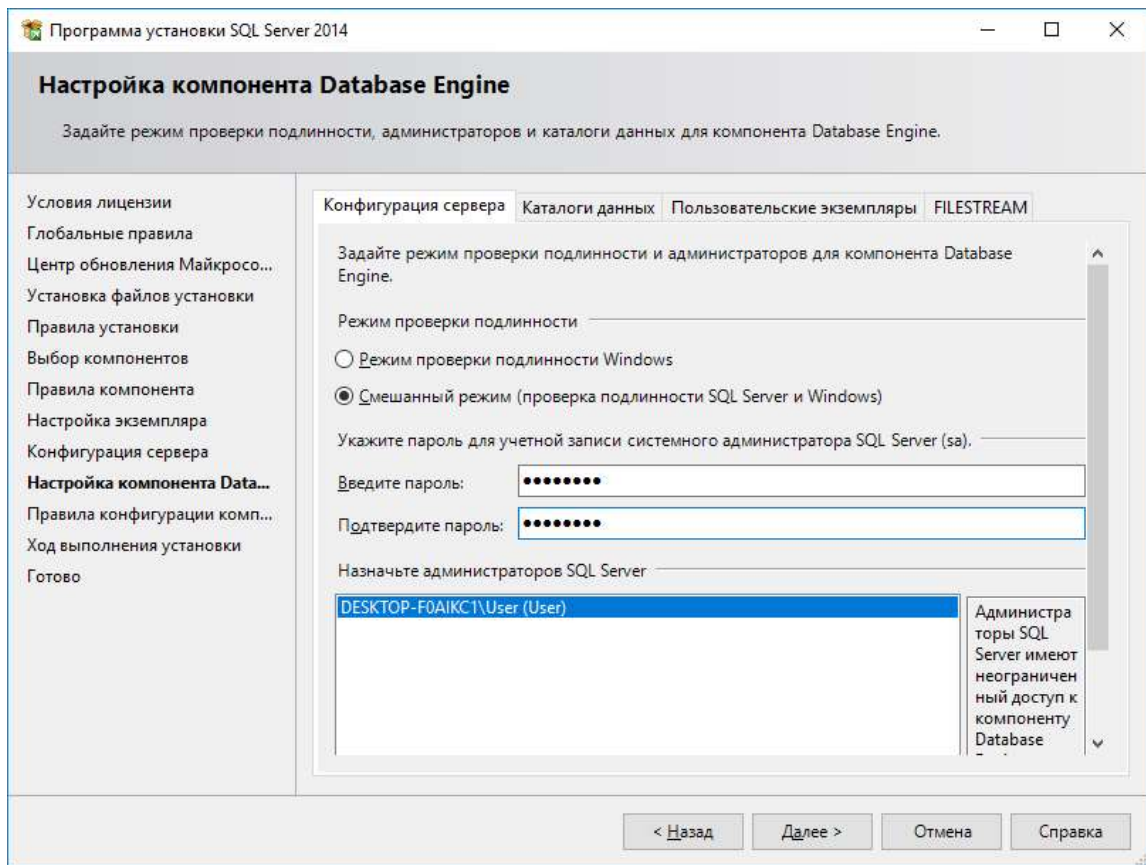 Программа установки SQL Server 2014
Настройка компонента Database Engine
Задайте режим проверки подлинности, администраторов и каталоги данных для компонента Database Engine.
Условия лицензии
Глобальные правила
Центр обновления Майкросо...
Установка файлов установки
Правила установки
Выбор компонентов
Правила компонента
Настройка экземпляра
Конфигурация сервера
Настройка компонента Data...
Правила конфигурации комп...
Ход выполнения установки
Готово
Конфигурация сервера Каталоги данных Пользовательские экземпляры FILESTREAM
Задайте режим проверки подлинности и администраторов для компонента Database
Engine.
Режим проверки подлинности
Режим проверки подлинности Windows
Смешанный режим (проверка подлинности SQL Server и Windows)
Укажите пароль для учетной записи системного администратора SQL Server (sa).
Введите пароль: ●●●●●●●●
Подтвердите пароль: ●●●●●●●●
Назначьте администраторов SQL Server
DESKTOP-F0AIKC1\User (User)
Администра
торы SQL
Server имеют
неограничен
ный доступ к
компоненту
Database
< Назад Далее > Отмена Справка